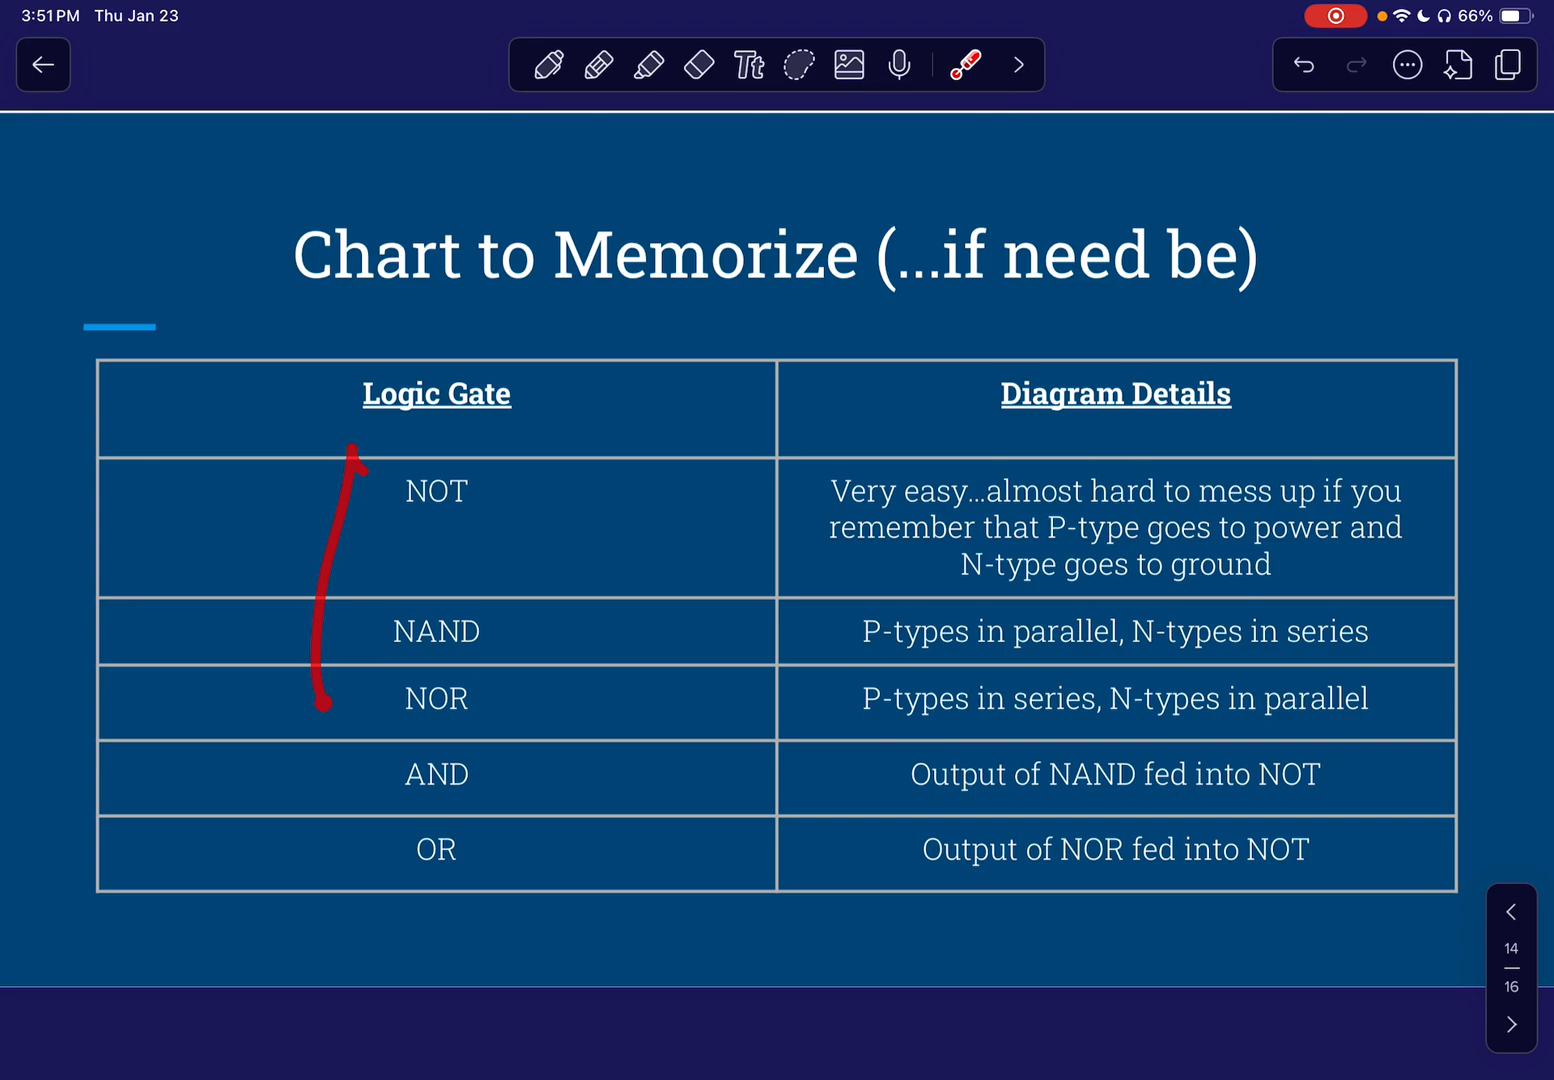 3:51 PM Thu Jan 23
66%
Tt
Chart to Memorize (...if need be)
Logic Gate
Diagram Details
NOT
Very easy...almost hard to mess up if you
remember that P-type goes to power and
N-type goes to ground
NAND
P-types in parallel, N-types in series
NOR
P-types in series, N-types in parallel
AND
Output of NAND fed into NOT
OR
Output of NOR fed into NOT
14
16